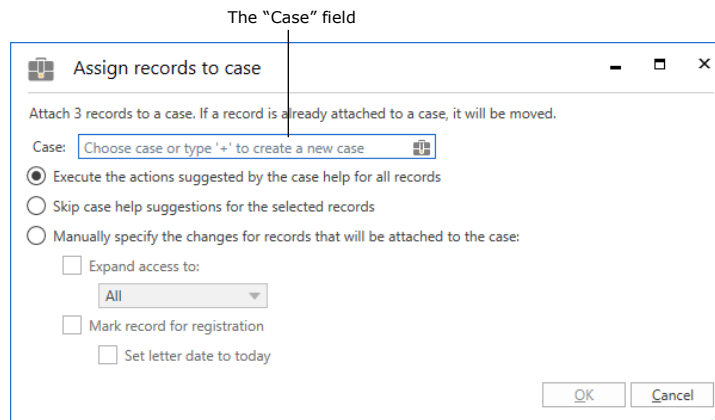 The “Case” field
Assign records to case
Attach 3 records to a case. If a record is already attached to a case, it will be moved.
Case: Choose case or type '+' to create a new case
Execute the actions suggested by the case help for all records
Skip case help suggestions for the selected records
Manually specify the changes for records that will be attached to the case:
Expand access to:
All
Mark record for registration
Set letter date to today
OK Cancel